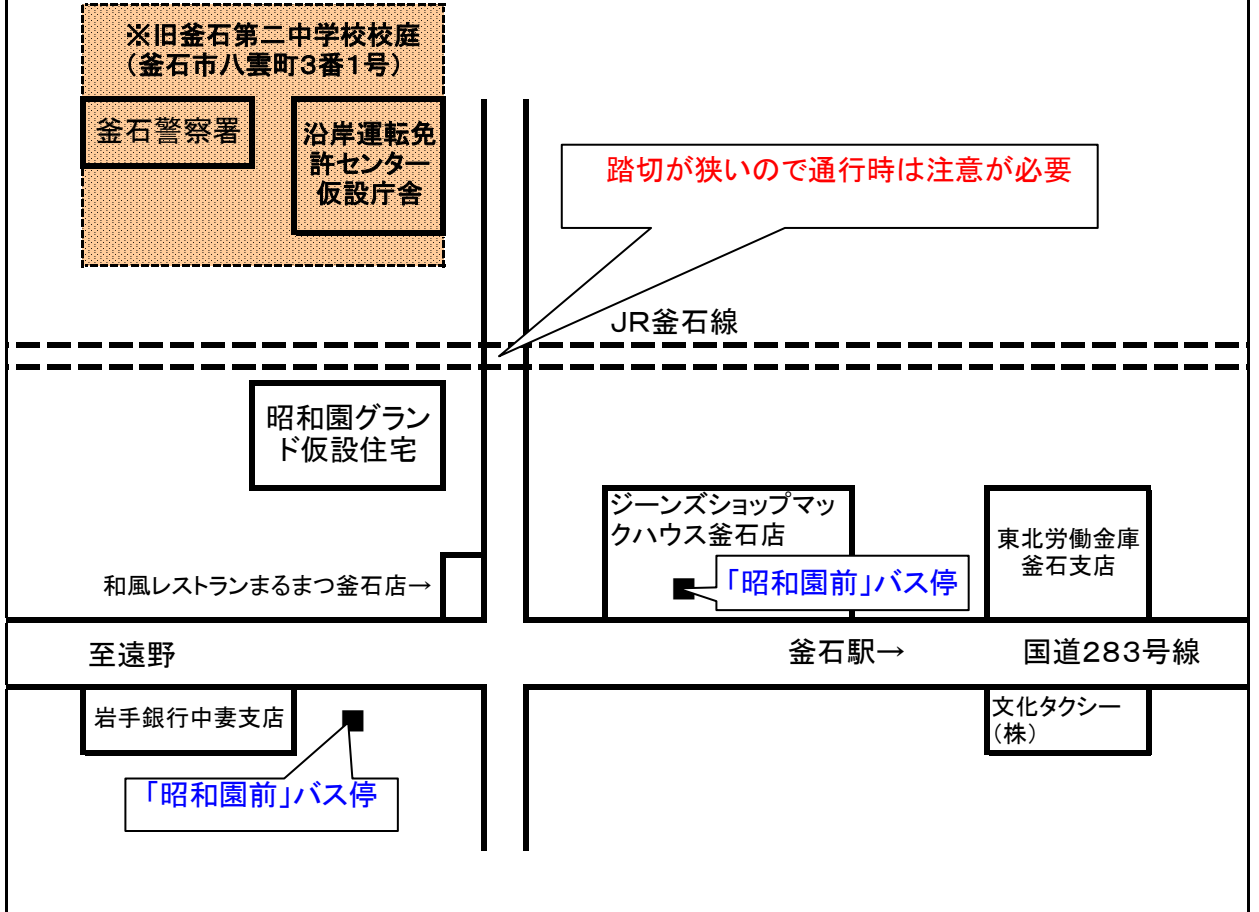 ※旧釜石第二中学校校庭
（釜石市八雲町3番1号）
釜石警察署
沿岸運転免
許センター
仮設庁舎
踏切が狭いので通行時は注意が必要
JR釜石線
昭和園グラン
ド仮設住宅
ジーンズショップマッ
クハウス釜石店
東北労働金庫
釜石支店
「昭和園前」バス停
和風レストランまるまつ釜石店→
至遠野
釜石駅→
国道283号線
岩手銀行中妻支店
文化タクシー
（株）
「昭和園前」バス停